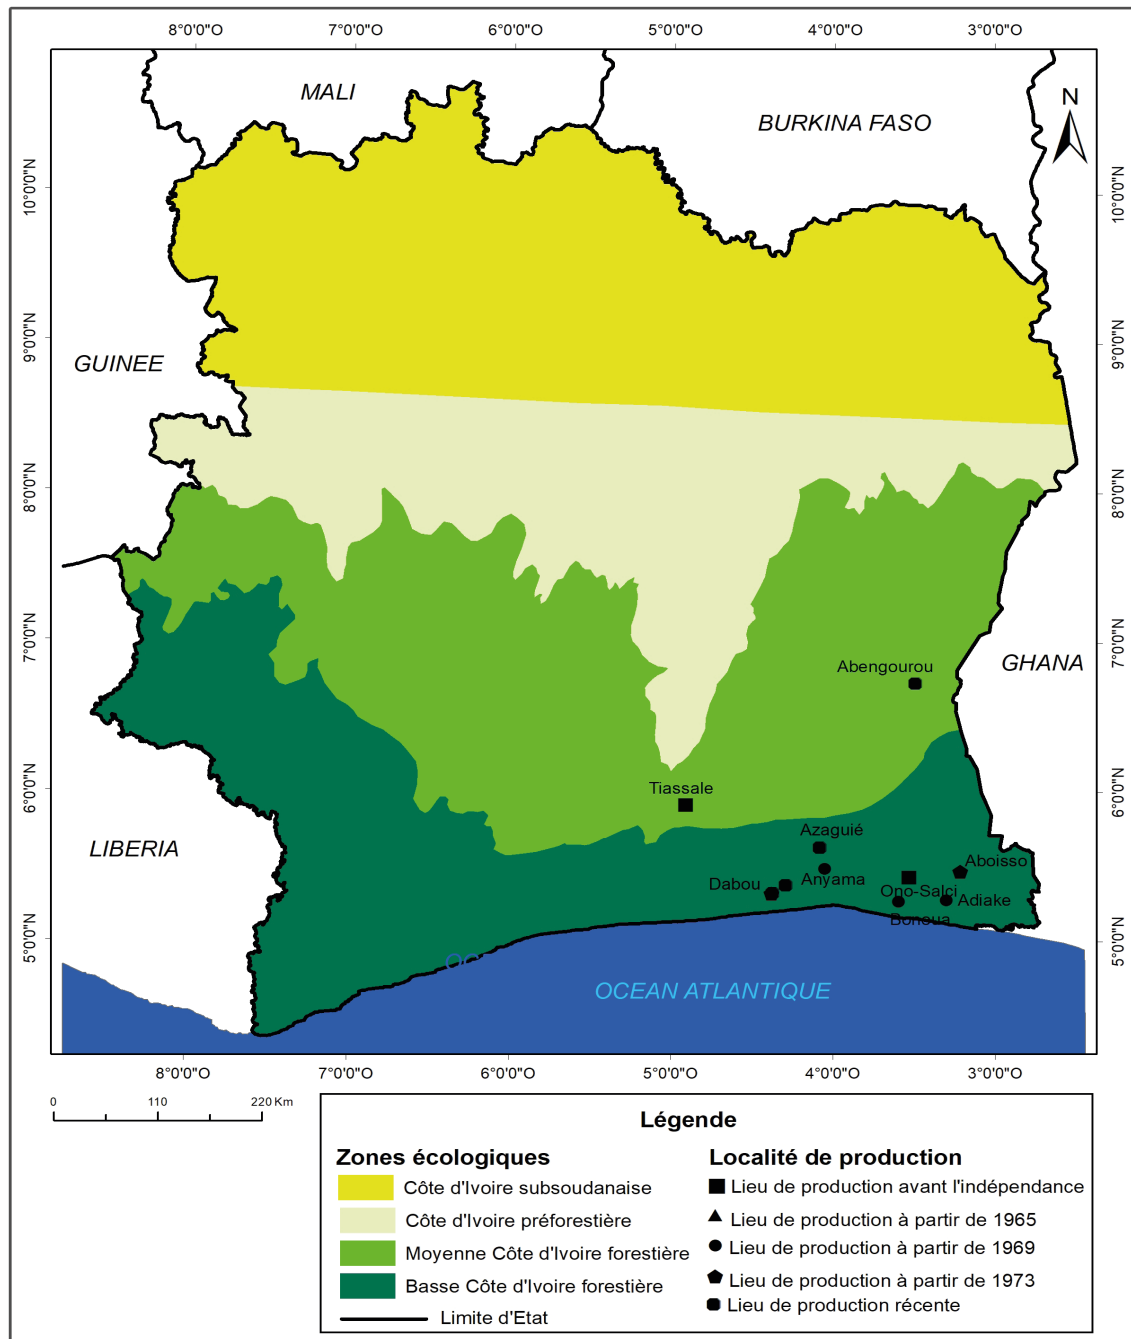 8°0'0"O 7°0'0"O 6°0'0"O 5°0'0"O 4°0'0"O 3°0'0"O
MALI
BURKINA FASO
N
10°0'0"N
10°0'0"N
9°0'0"N
9°0'0"N
GUINEE
8°0'0"N
8°0'0"N
7°0'0"N
7°0'0"N
Abengourou
GHANA
6°0'0"N
6°0'0"N
Tiassale
Azaguié
LIBERIA
Aboisso
Dabou
Anyama
Ono-Salci
Adiake
Bonoua
5°0'0"N
5°0'0"N
OCEAN ATLANTIQUE
8°0'0"O 7°0'0"O 6°0'0"O 5°0'0"O 4°0'0"O 3°0'0"O
0 110 220 Km
Légende
Zones écologiques
Côte d'Ivoire subsoudanaise
Côte d'Ivoire préforestière
Moyenne Côte d'Ivoire forestière
Basse Côte d'Ivoire forestière
Limite d'Etat
Localité de production
Lieu de production avant l'indépendance
Lieu de production à partir de 1965
Lieu de production à partir de 1969
Lieu de production à partir de 1973
Lieu de production récente